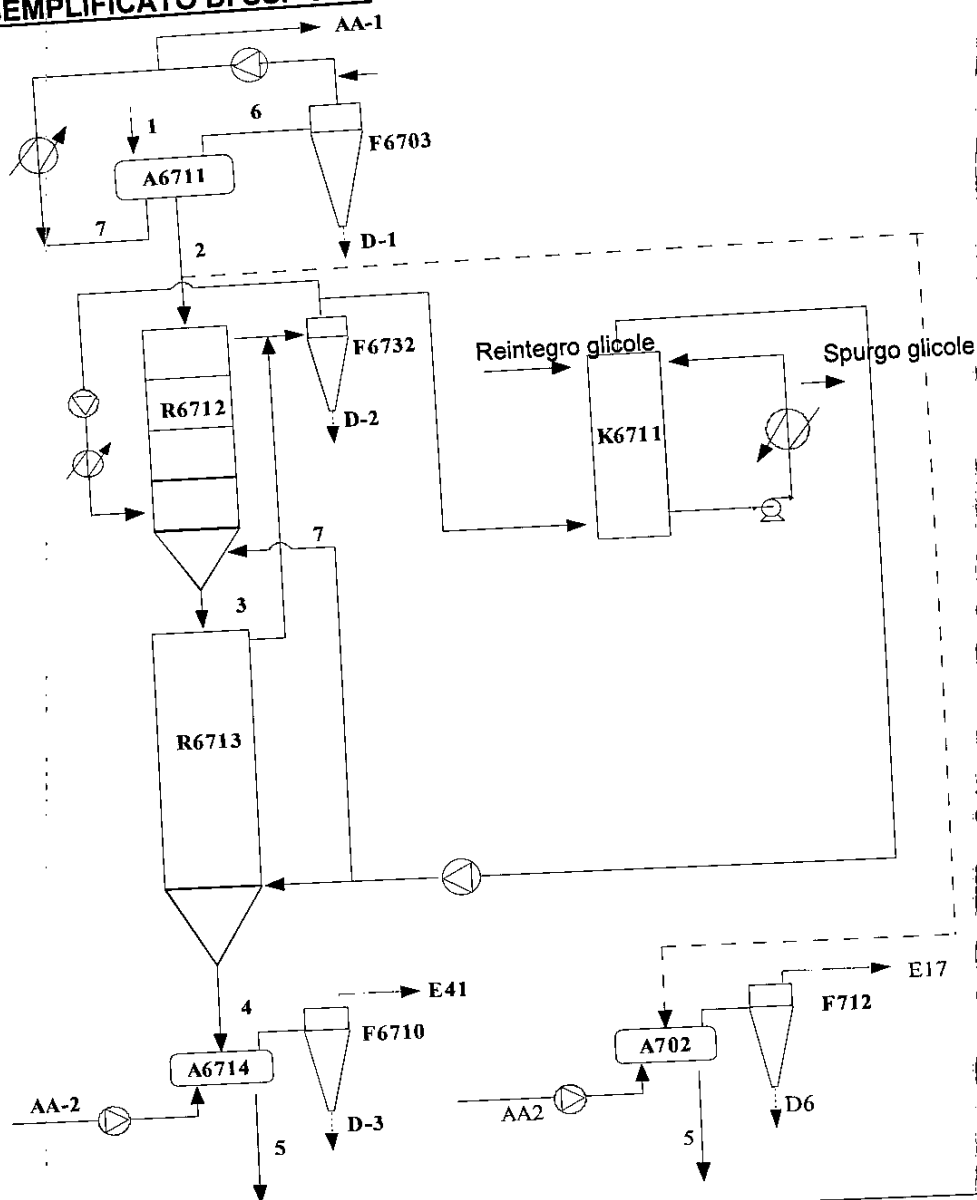 SEMPLIFICATO DI
AA-1
1
6
F6703
A6711
7
2
D-1
F6732
Reintegro glicole
Spurgo glicole
R6712
D-2
K6711
7
3
R6713
4
E41
E17
F6710
F712
A6714
A702
AA-2
D-3
AA2
D6
5
5